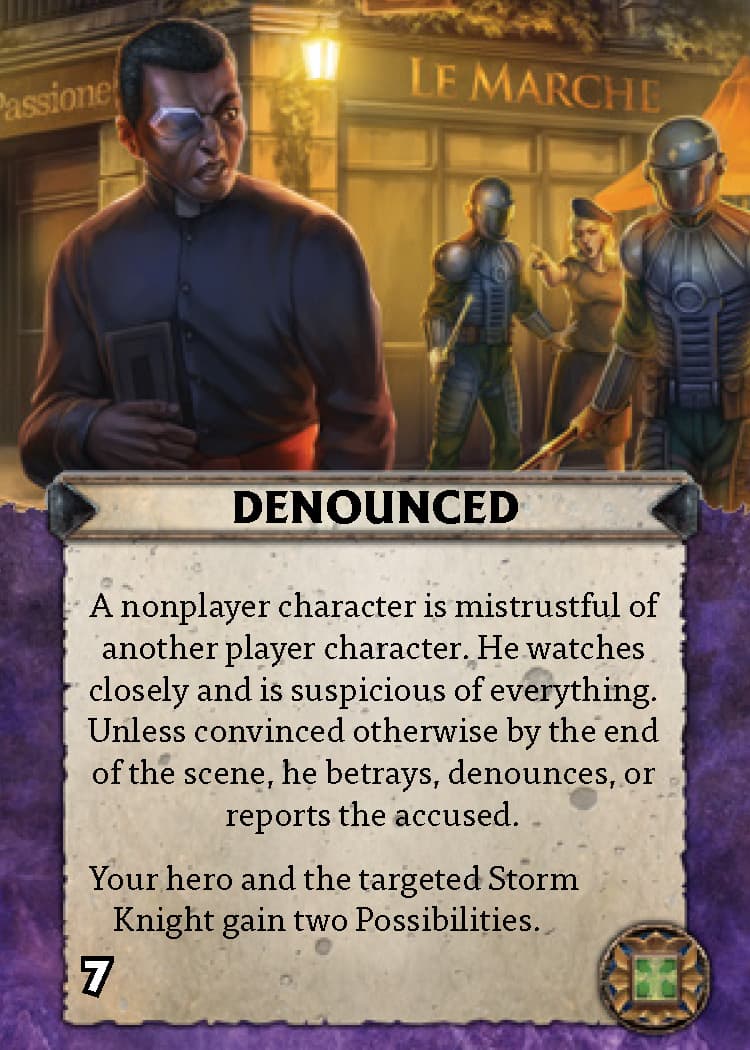 Passione
LE MARCHE
DENOUNCED
A nonplayer character is mistrustful of
another player character. He watches
closely and is suspicious of everything.
Unless convinced otherwise by the end
of the scene, he betrays, denounces, or
reports the accused.
Your hero and the targeted Storm
Knight gain two Possibilities.
7